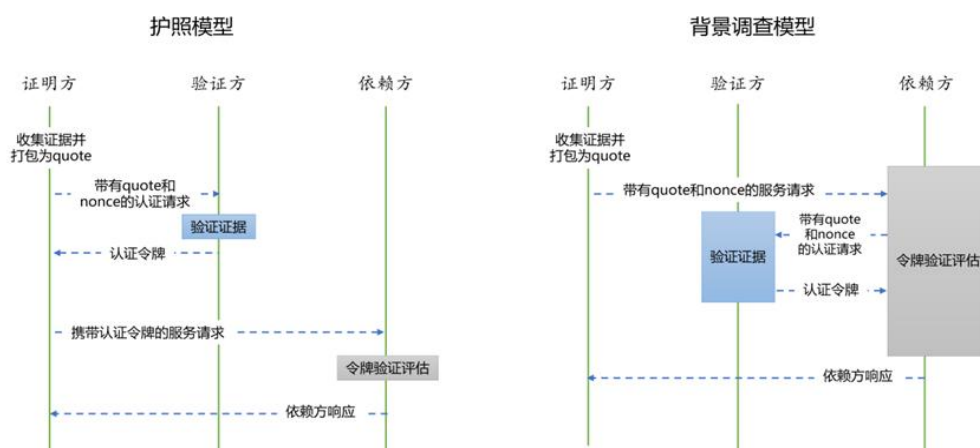 护照模型
证明方
验证方
依赖方
收集证据并
打包为quote
带有quote和
nonce的认证请求
验证证据
认证令牌
携带认证令牌的服务请求
令牌验证评估
依赖方响应
背景调查模型
证明方
验证方
依赖方
收集证据并
打包为quote
带有quote和nonce的服务请求
带有quote
和nonce
的认证请求
验证证据
令牌验证评估
认证令牌
依赖方响应